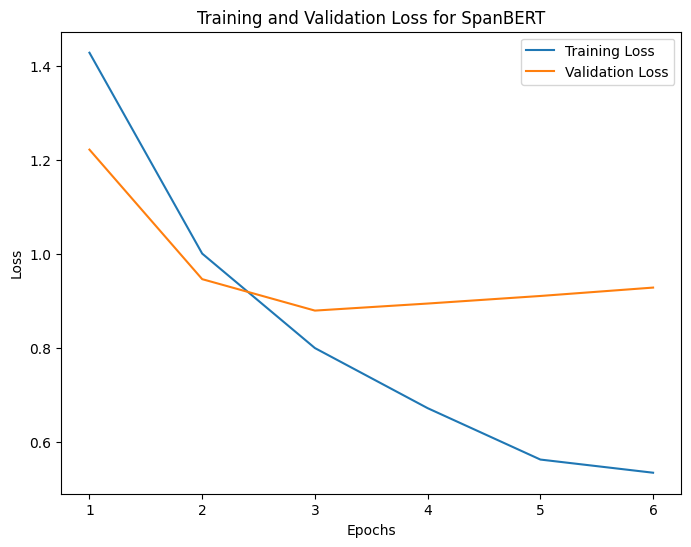 Training and Validation Loss for SpanBERT
Training Loss
Validation Loss
1.4
1.2
1.0
0.8
0.6
Loss
1 2 3 4 5 6
Epochs